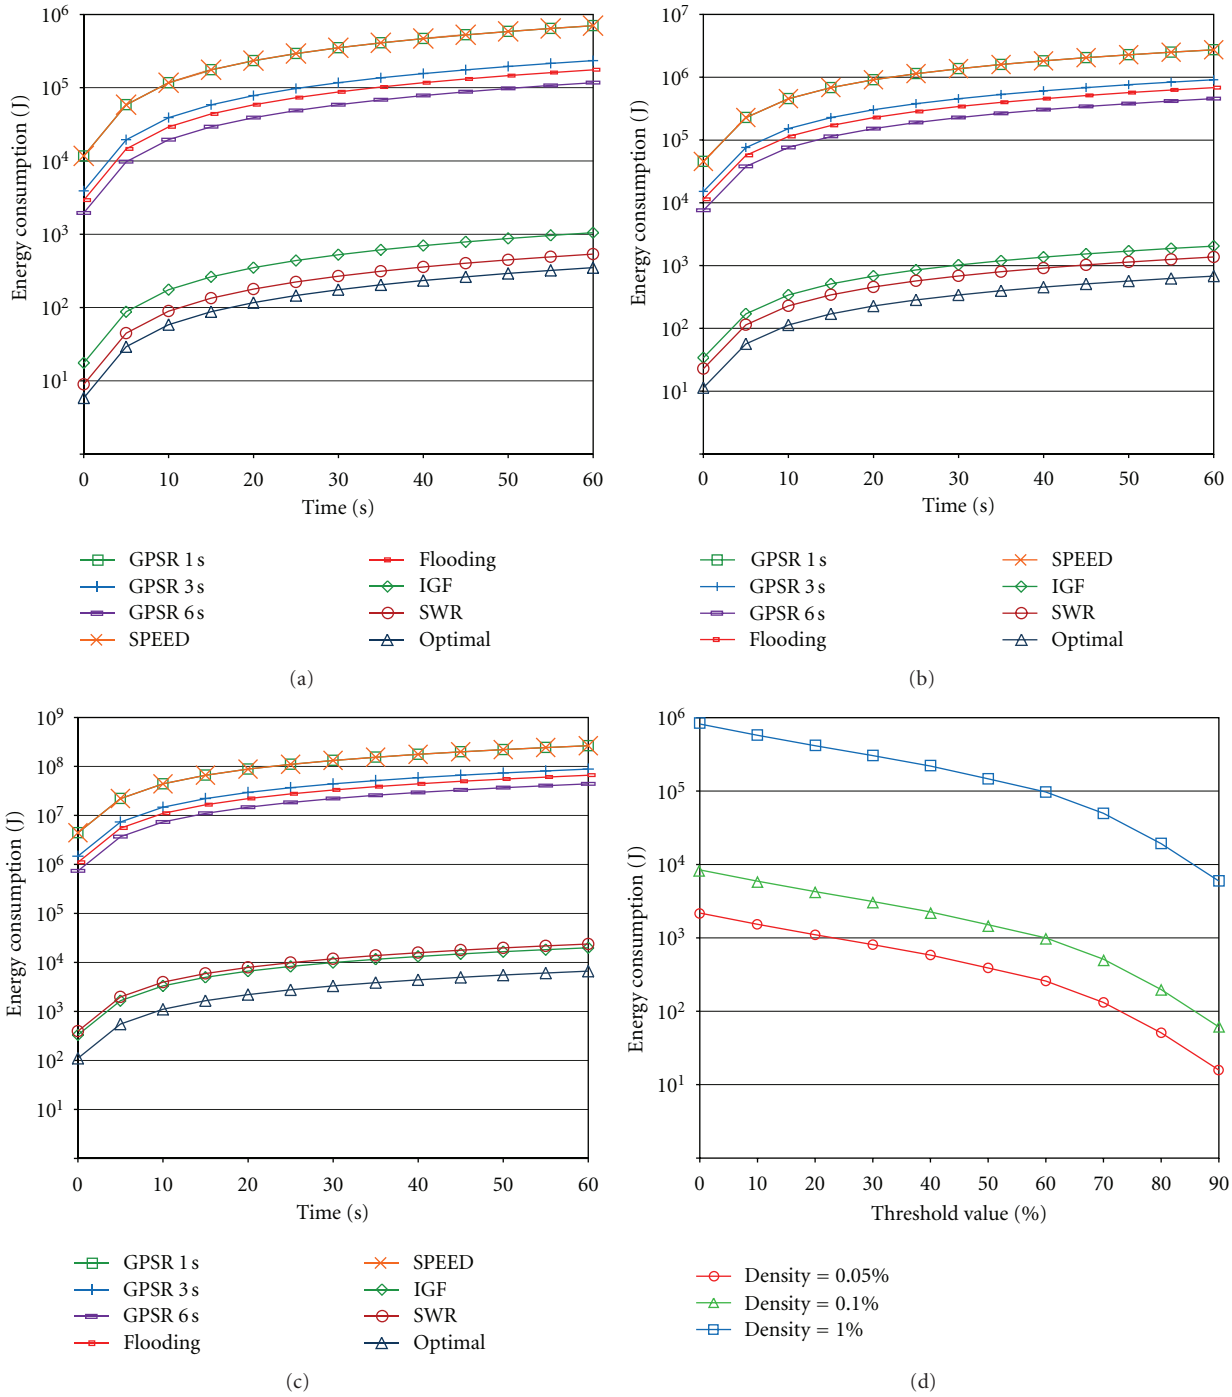 10^6
10^5
10^4
10^3
10^2
10^1
Energy consumption (J)
0 10 20 30 40 50 60
Time (s)
GPSR 1 s
GPSR 3 s
GPSR 6 s
SPEED
Flooding
IGF
SWR
Optimal
(a)
10^7
10^6
10^5
10^4
10^3
10^2
10^1
Energy consumption (J)
0 10 20 30 40 50 60
Time (s)
GPSR 1s
GPSR 3s
GPSR 6s
Flooding
SPEED
IGF
SWR
Optimal
(b)
10^9
10^8
10^7
10^6
10^5
10^4
10^3
10^2
10^1
Energy consumption (J)
0 10 20 30 40 50 60
Time (s)
GPSR 1s
GPSR 3s
GPSR 6s
Flooding
SPEED
IGF
SWR
Optimal
(c)
10^6
10^5
10^4
10^3
10^2
10^1
Energy consumption (J)
0 10 20 30 40 50 60 70 80 90
Threshold value (%)
Density = 0.05%
Density = 0.1%
Density = 1%
(d)